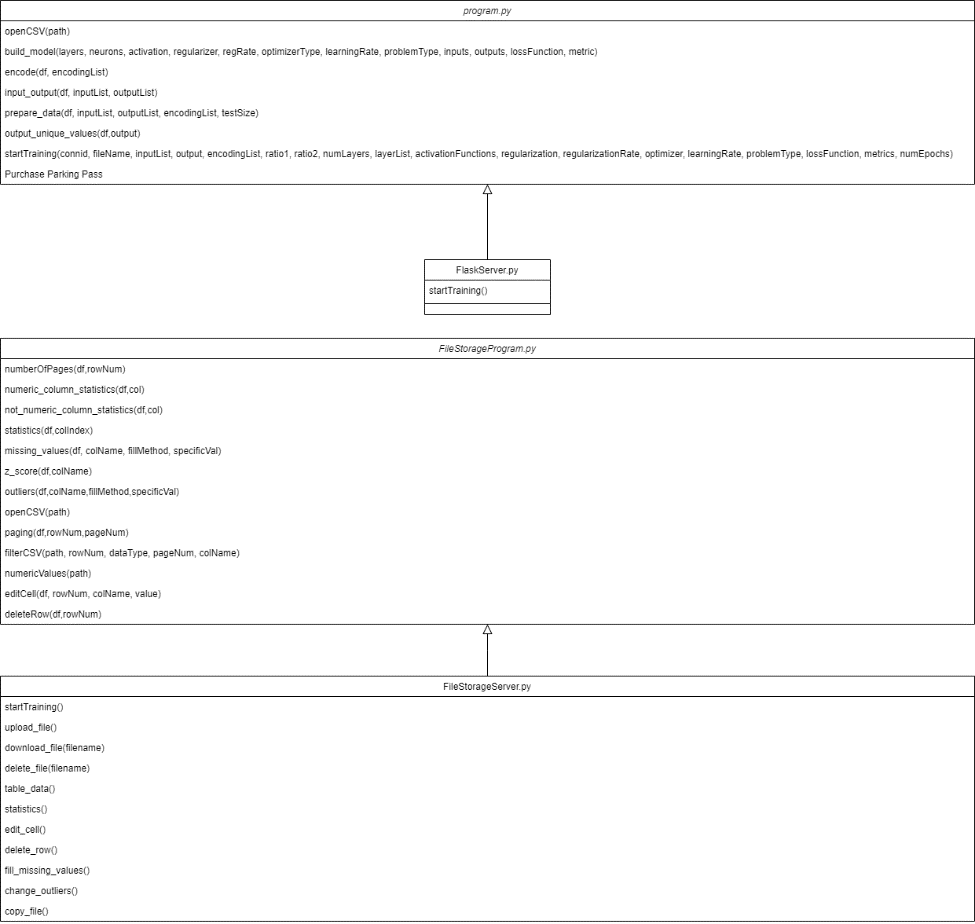 program.py
openCSV(path)
build_model(layers, neurons, activation, regularizer, regRate, optimizerType, learningRate, problemType, inputs, outputs, lossFunction, metric)
encode(df, encodingList)
input_output(df, inputList, outputList)
prepare_data(df, inputList, outputList, encodingList, testSize)
output_unique_values(df,output)
startTraining(connid, fileName, inputList, output, encodingList, ratio1, ratio2, numLayers, layerList, activationFunctions, regularization, regularizationRate, optimizer, learningRate, problemType, lossFunction, metrics, numEpochs)
Purchase Parking Pass
FlaskServer.py
startTraining()
FileStorageProgram.py
numberOfPages(df,rowNum)
numeric_column_statistics(df,col)
not_numeric_column_statistics(df,col)
statistics(df,colIndex)
missing_values(df, colName, fillMethod, specificVal)
z_score(df,colName)
outliers(df,colName,fillMethod,specificVal)
openCSV(path)
paging(df,rowNum,pageNum)
filterCSV(path, rowNum, dataType, pageNum, colName)
numericValues(path)
editCell(df, rowNum, colName, value)
deleteRow(df,rowNum)
FileStorageServer.py
startTraining()
upload_file()
download_file(filename)
delete_file(filename)
table_data()
statistics()
edit_cell()
delete_row()
fill_missing_values()
change_outliers()
copy_file()